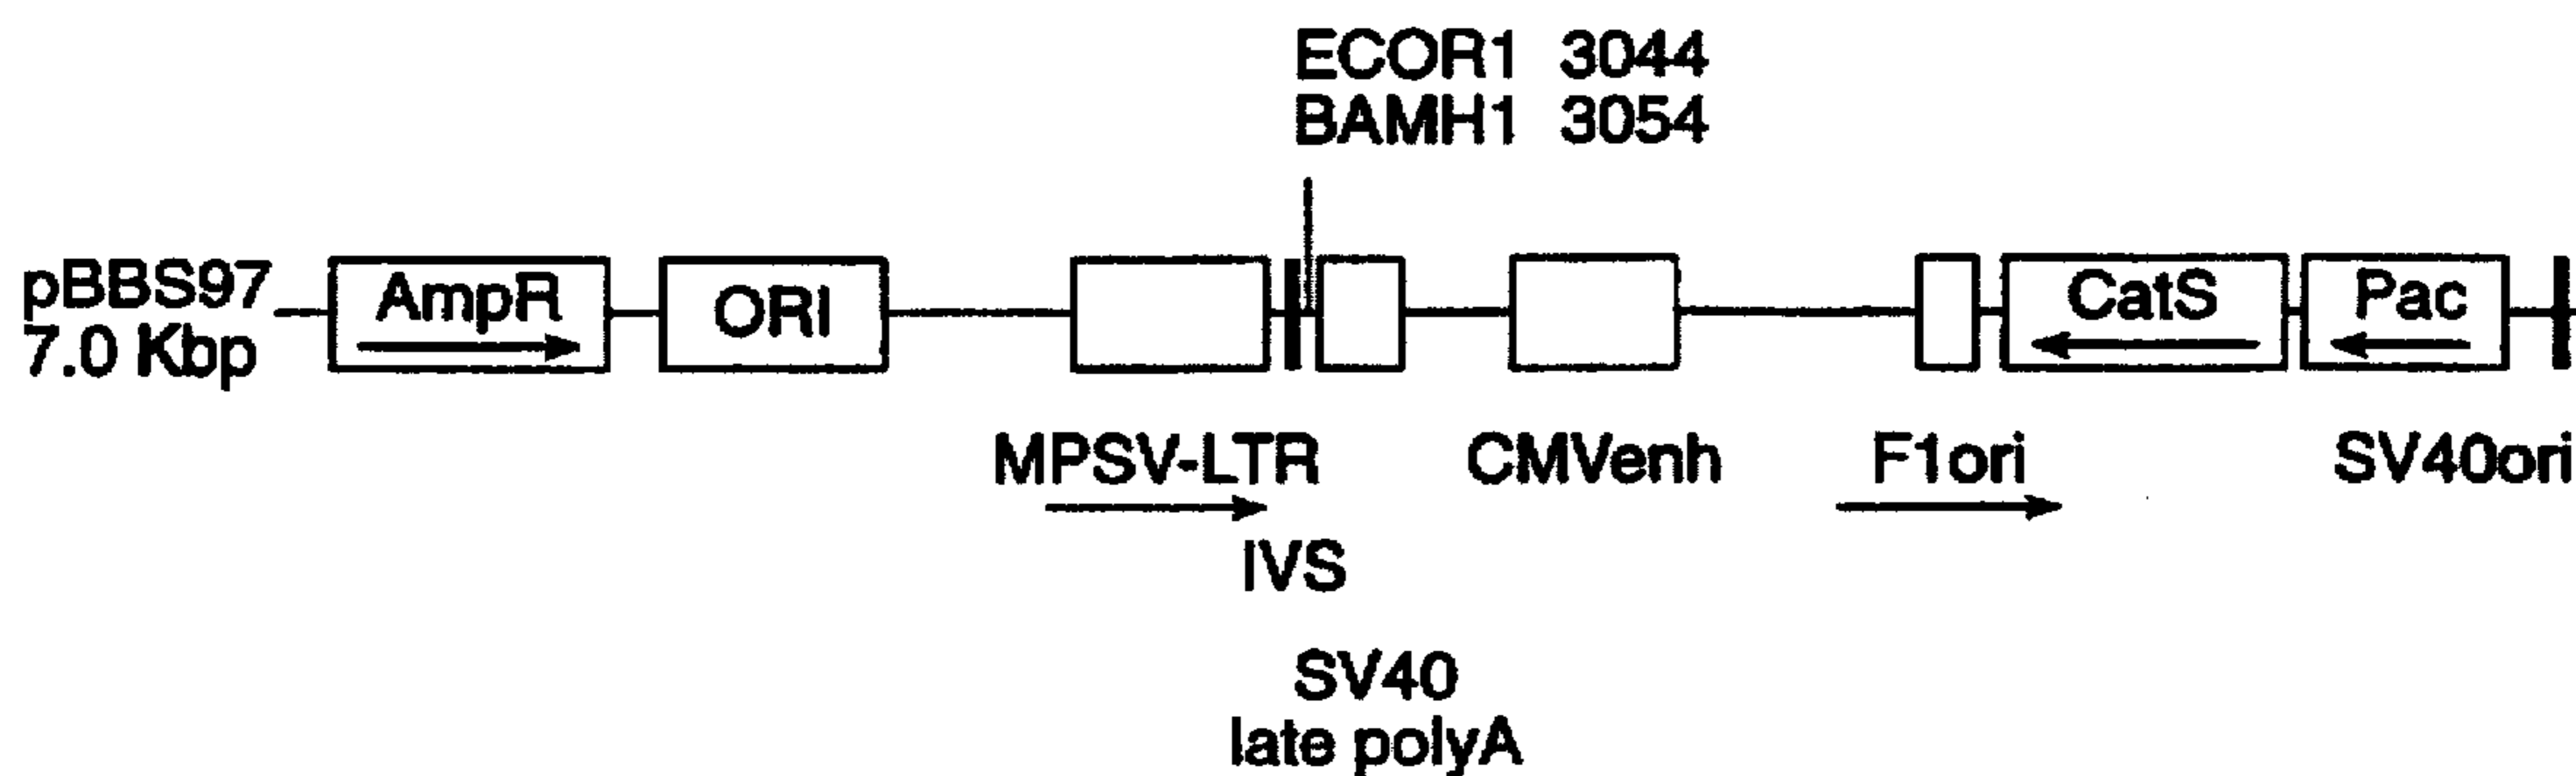 ECOR1 3044
BAMH1 3054
pBBS97
7.0 Kbp
AmpR
ORI
CatS
Pac
MPSV-LTR
CMVenh
F1ori
SV40ori
IVS
SV40
late polyA